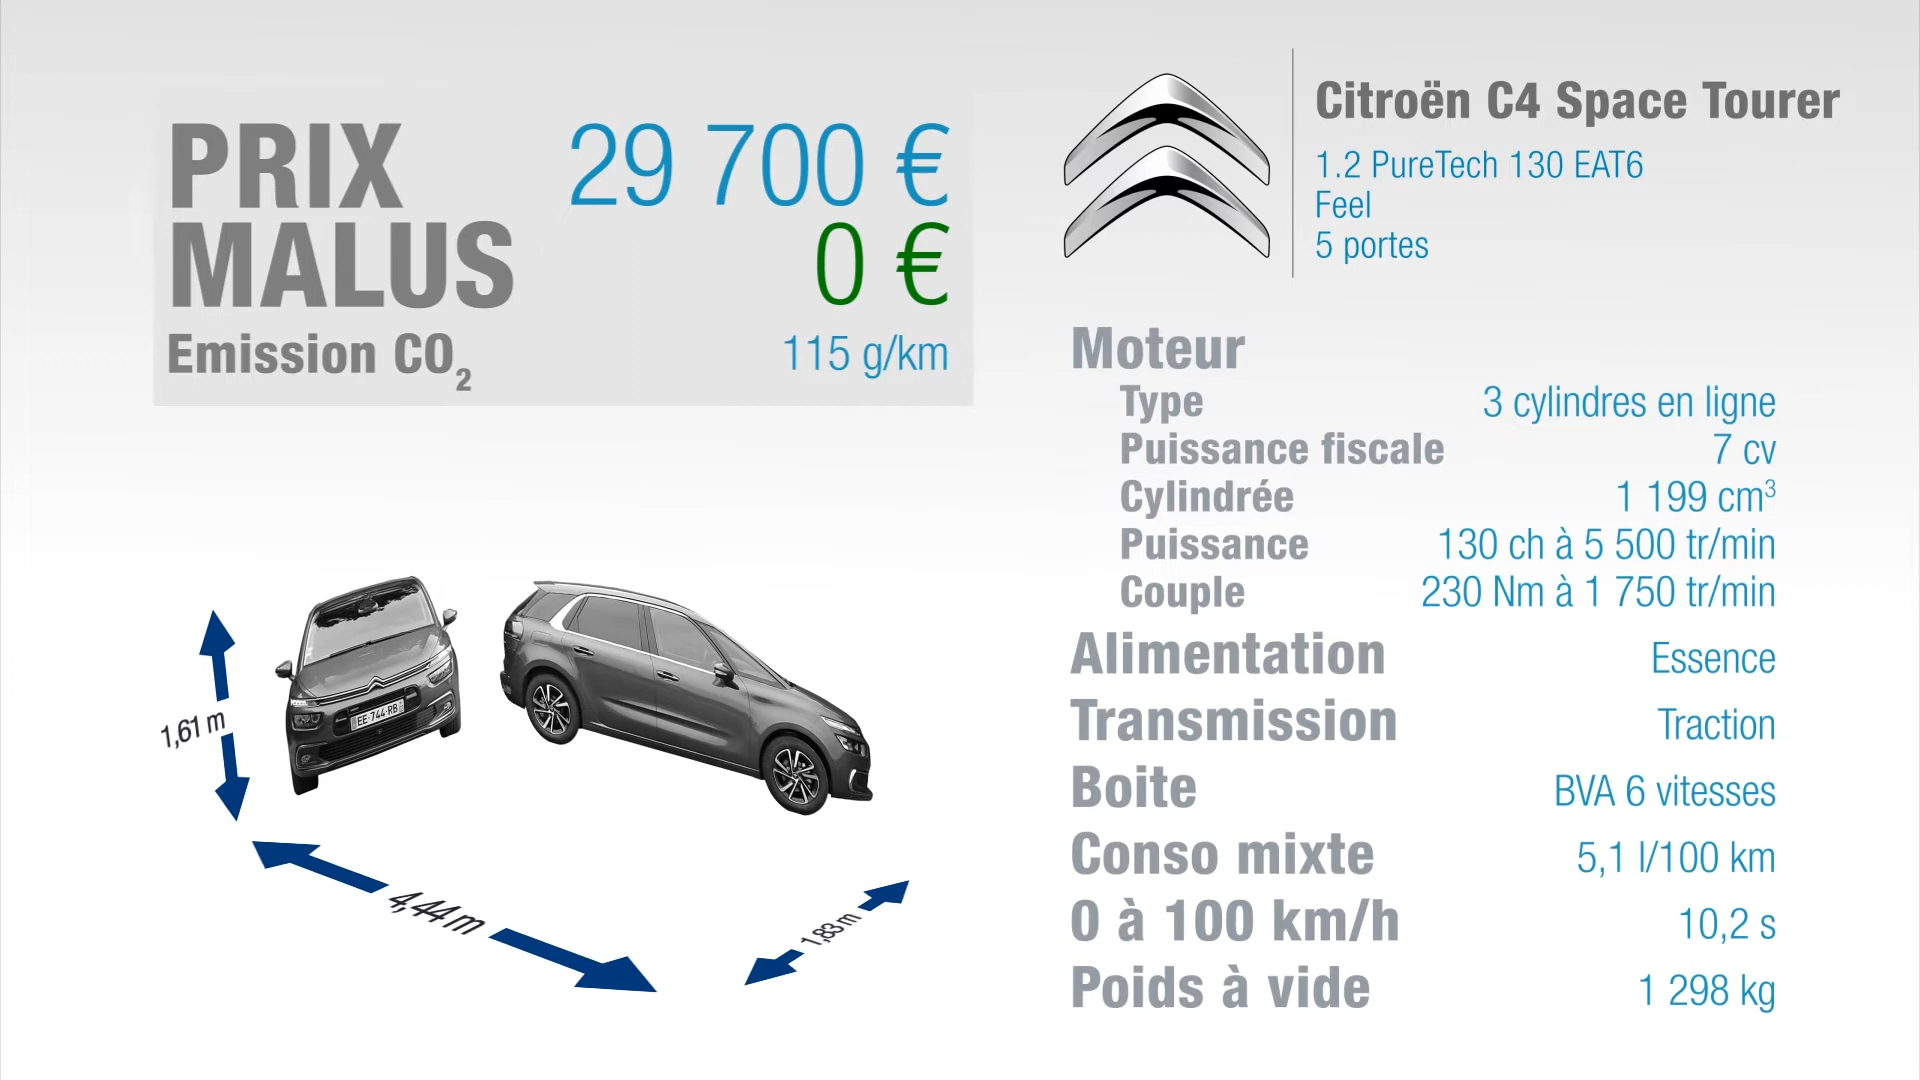 PRIX 29 700 €
MALUS 0 €
Emission CO₂ 115 g/km
Citroën C4 Space Tourer
1.2 PureTech 130 EAT6
Feel
5 portes
Moteur
Type 3 cylindres en ligne
Puissance fiscale 7 cv
Cylindrée 1 199 cm³
Puissance 130 ch à 5 500 tr/min
Couple 230 Nm à 1 750 tr/min
Alimentation Essence
Transmission Traction
Boite BVA 6 vitesses
Conso mixte 5,1 l/100 km
0 à 100 km/h 10,2 s
Poids à vide 1 298 kg
1,61 m
EE-744-RB
4,44 m
1,83 m